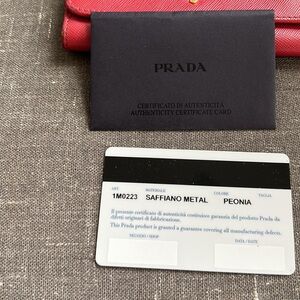 PRADA
CERTIFICATO DI AUTENTICITÀ
AUTHENTICITY CERTIFICATE CARD
ART. MATERIALE COLORE TAGLIA
1M0223 SAFFIANO METAL PEONIA
Il presente certificato di autenticità costituisce garanzia del prodotto Prada da
difetti originari di fabbricazione.
This Prada product is granted a guarantee covering all manufacturing defects.
NEGOZIO / SHOP DATA / DATE